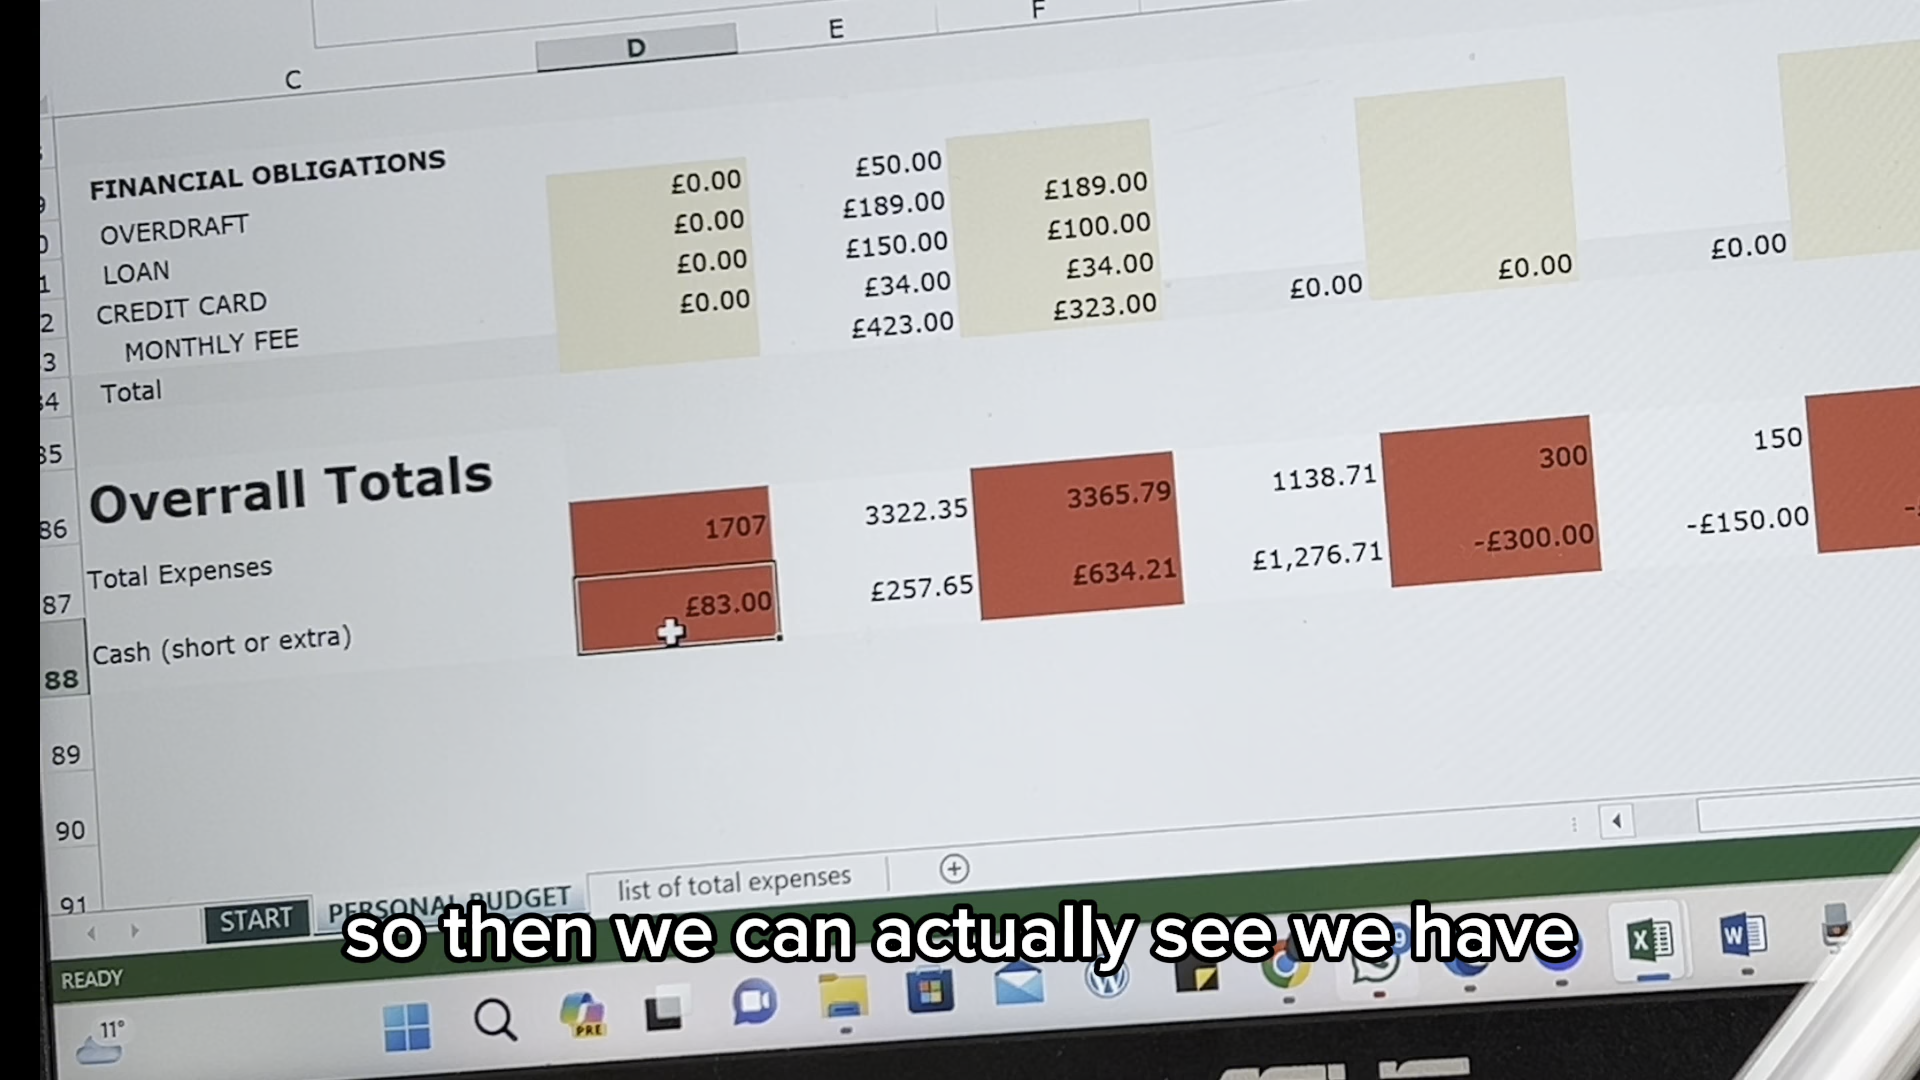 C D E F
FINANCIAL OBLIGATIONS
OVERDRAFT £0.00 £50.00
LOAN £0.00 £189.00 £189.00
CREDIT CARD £0.00 £150.00 £100.00
MONTHLY FEE £0.00 £34.00 £34.00
Total £423.00 £323.00 £0.00 £0.00 £0.00
Overrall Totals
86
Total Expenses 1707 3322.35 3365.79 1138.71 300 150
87
Cash (short or extra) £83.00 £257.65 £634.21 £1,276.71 -£300.00 -£150.00
88
89
90
91
START PERSONAL BUDGET list of total expenses
so then we can actually see we have
READY
11°
PRE